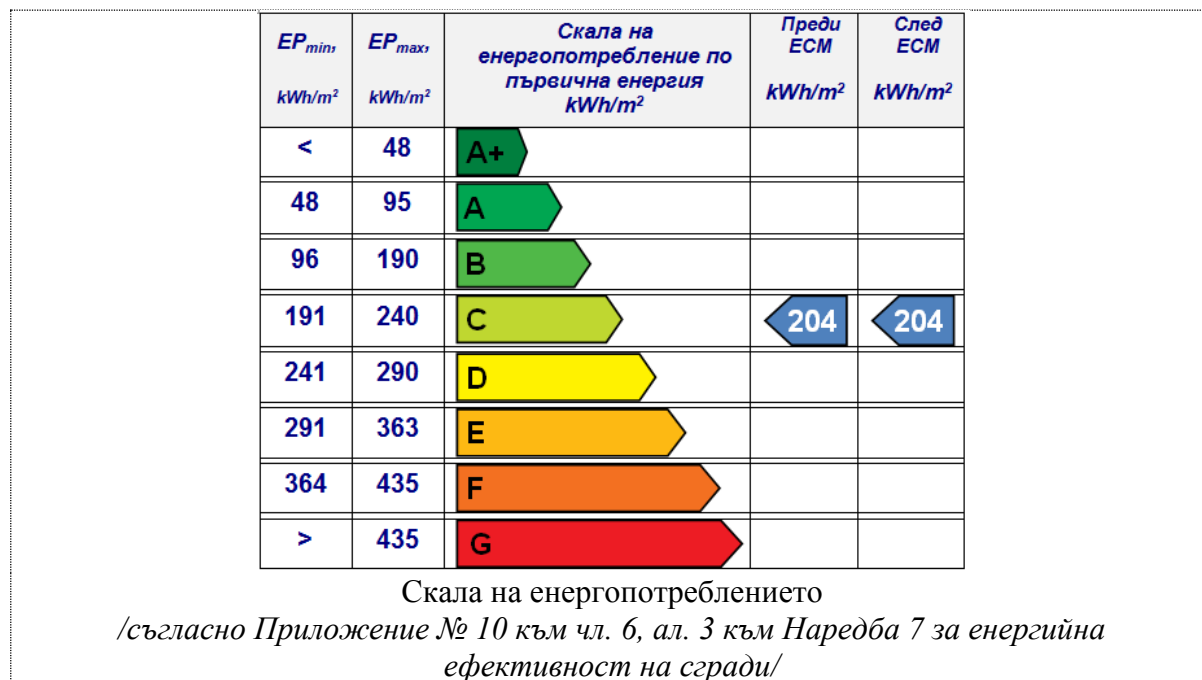 EPmin, EPmax, Скала на енергопотребление по първична енергия kWh/m² Преди ЕСМ След ЕСМ
kWh/m² kWh/m² kWh/m² kWh/m²
< 48 A+
48 95 A
96 190 B
191 240 C 204 204
241 290 D
291 363 E
364 435 F
> 435 G
Скала на енергопотреблението
/съгласно Приложение № 10 към чл. 6, ал. 3 към Наредба 7 за енергийна
ефективност на сгради/